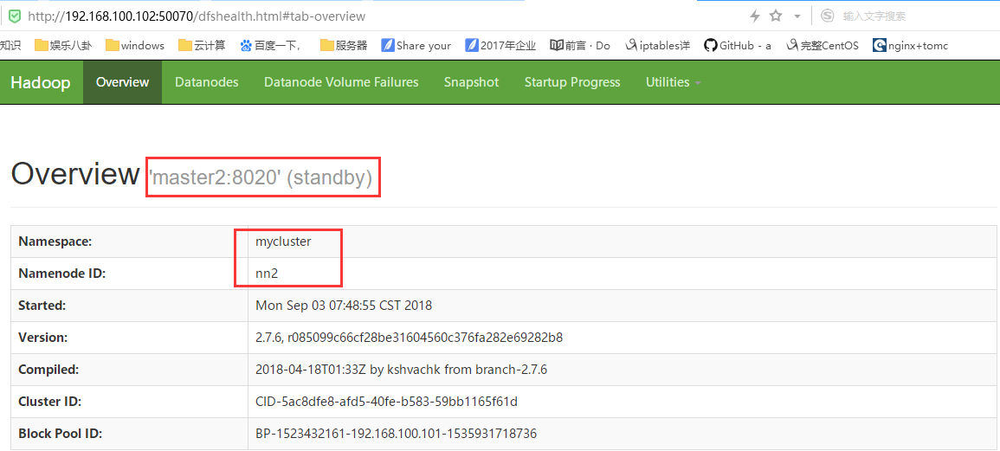 http://192.168.100.102:50070/dfshealth.html#tab-overview 输入文字搜索
知识 娱乐八卦 windows 云计算 百度一下, 服务器 Share your 2017年企业 前言 · Do iptables详 GitHub - a 完整CentOS nginx+tomc
Hadoop Overview Datanodes Datanode Volume Failures Snapshot Startup Progress Utilities
Overview 'master2:8020' (standby)
Namespace: mycluster
Namenode ID: nn2
Started: Mon Sep 03 07:48:55 CST 2018
Version: 2.7.6, r085099c66cf28be31604560c376fa282e69282b8
Compiled: 2018-04-18T01:33Z by kshvachk from branch-2.7.6
Cluster ID: CID-5ac8dfe8-afd5-40fe-b583-59bb1165f61d
Block Pool ID: BP-1523432161-192.168.100.101-1535931718736